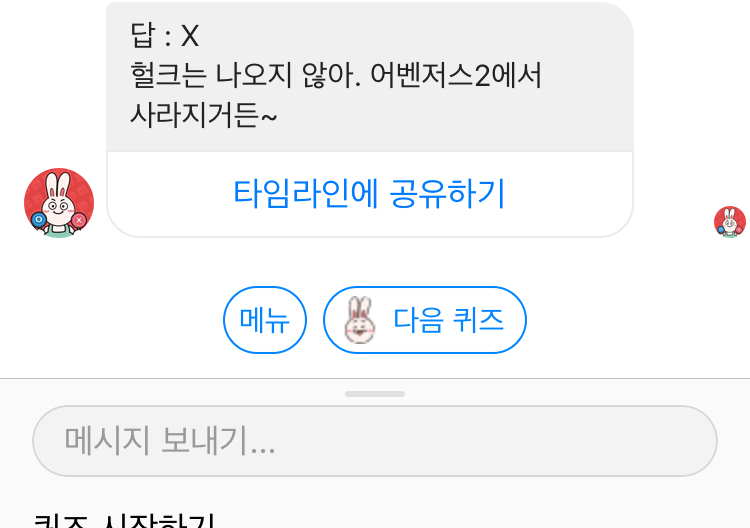 답 : X
헐크는 나오지 않아. 어벤저스2에서
사라지거든~
타임라인에 공유하기
메뉴
다음 퀴즈
메시지 보내기...
퀴즈 시작하기